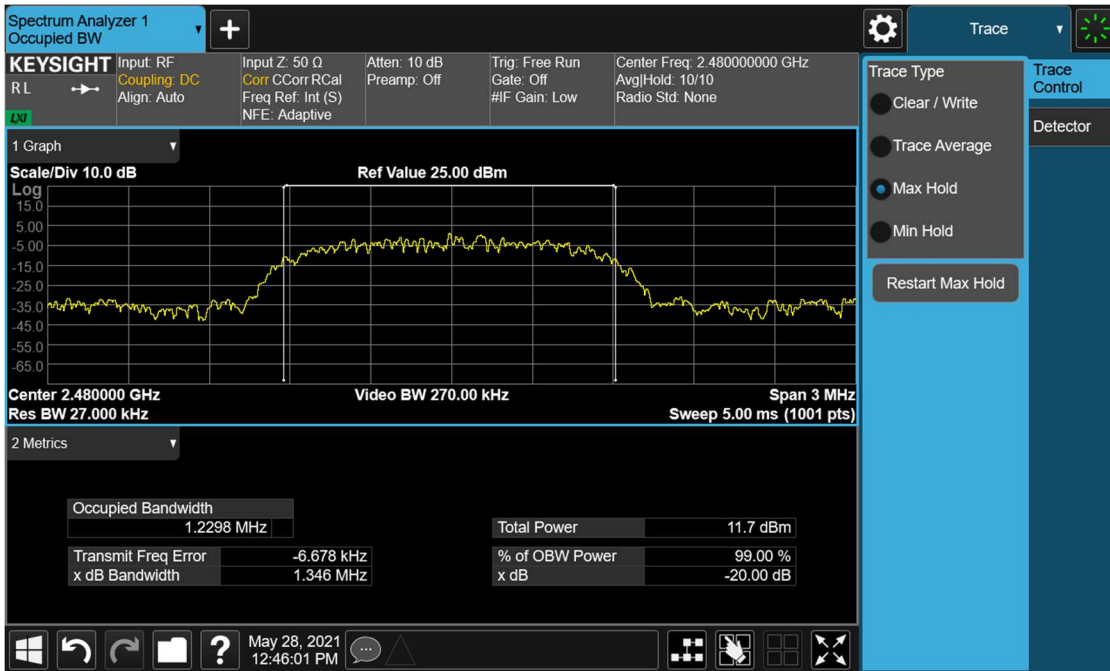 Spectrum Analyzer 1
Occupied BW
+
Trace
KEYSIGHT
R L
LXI
Input: RF
Coupling: DC
Align: Auto
Input Z: 50 Ω
Corr CCorr RCal
Freq Ref: Int (S)
NFE: Adaptive
Atten: 10 dB
Preamp: Off
Trig: Free Run
Gate: Off
#IF Gain: Low
Center Freq: 2.480000000 GHz
Avg|Hold: 10/10
Radio Std: None
1 Graph
Scale/Div 10.0 dB
Ref Value 25.00 dBm
Log
15.0
5.00
-5.00
-15.0
-25.0
-35.0
-45.0
-55.0
-65.0
Center 2.480000 GHz
Video BW 270.00 kHz
Span 3 MHz
Res BW 27.000 kHz
Sweep 5.00 ms (1001 pts)
2 Metrics
Occupied Bandwidth
1.2298 MHz
Total Power 11.7 dBm
Transmit Freq Error -6.678 kHz
% of OBW Power 99.00 %
x dB Bandwidth 1.346 MHz
x dB -20.00 dB
?
May 28, 2021
12:46:01 PM
Trace Type
Clear / Write
Trace Average
Max Hold
Min Hold
Restart Max Hold
Trace
Control
Detector